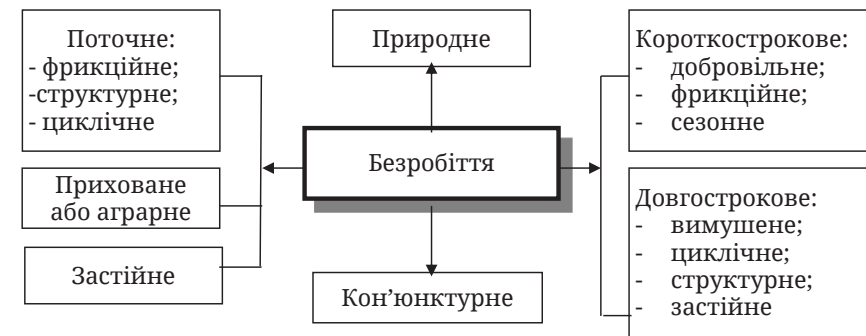 Поточне:
- фрикційне;
-структурне;
- циклічне
Приховане
або аграрне
Застійне
Природне
Безробіття
Кон’юнктурне
Короткострокове:
- добровільне;
- фрикційне;
- сезонне
Довгострокове:
- вимушене;
- циклічне;
- структурне;
- застійне